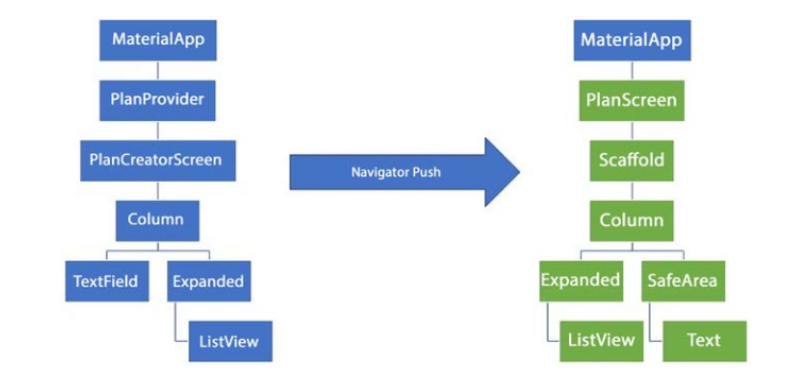 MaterialApp
PlanProvider
PlanCreatorScreen
Column
TextField
Expanded
ListView
Navigator Push
MaterialApp
PlanScreen
Scaffold
Column
Expanded
SafeArea
ListView
Text